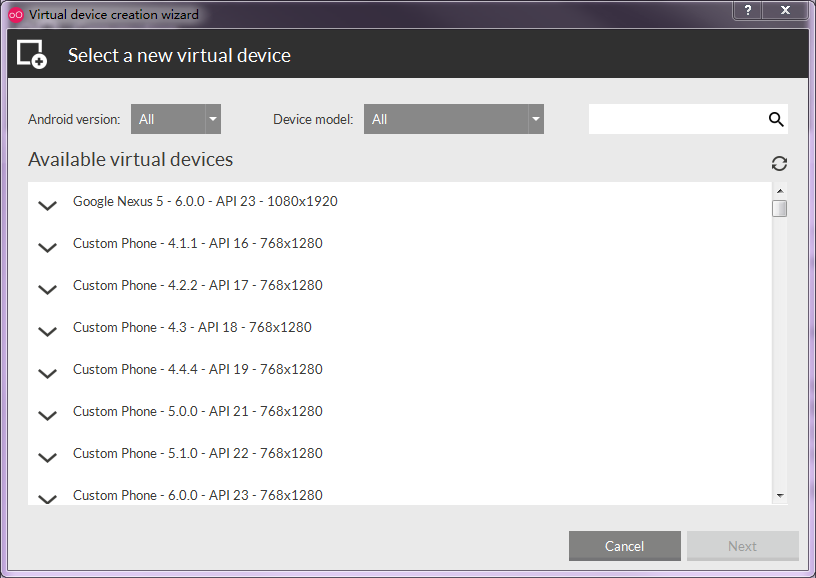 Virtual device creation wizard
Select a new virtual device
Android version: All Device model: All
Available virtual devices
Google Nexus 5 - 6.0.0 - API 23 - 1080x1920
Custom Phone - 4.1.1 - API 16 - 768x1280
Custom Phone - 4.2.2 - API 17 - 768x1280
Custom Phone - 4.3 - API 18 - 768x1280
Custom Phone - 4.4.4 - API 19 - 768x1280
Custom Phone - 5.0.0 - API 21 - 768x1280
Custom Phone - 5.1.0 - API 22 - 768x1280
Custom Phone - 6.0.0 - API 23 - 768x1280
Cancel Next